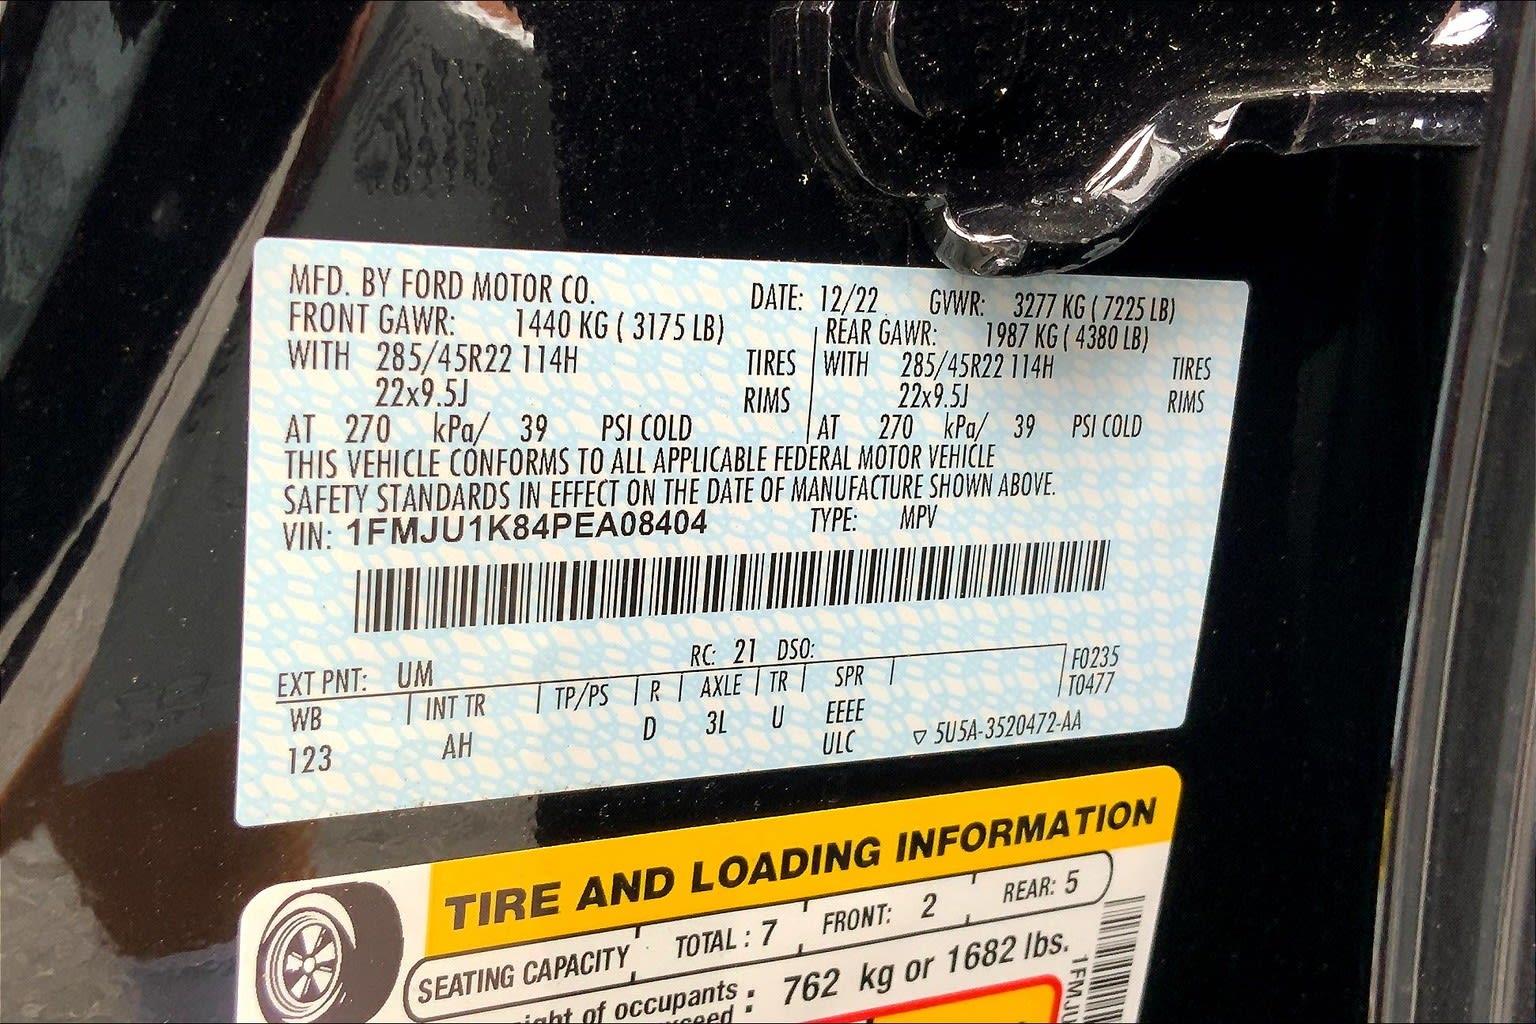 MFD. BY FORD MOTOR CO. DATE: 12/22 GVWR: 3277 KG ( 7225 LB)
FRONT GAWR: 1440 KG ( 3175 LB) REAR GAWR: 1987 KG ( 4380 LB)
WITH 285/45R22 114H TIRES WITH 285/45R22 114H TIRES
22x9.5J RIMS 22x9.5J RIMS
AT 270 kPa/ 39 PSI COLD AT 270 kPa/ 39 PSI COLD
THIS VEHICLE CONFORMS TO ALL APPLICABLE FEDERAL MOTOR VEHICLE
SAFETY STANDARDS IN EFFECT ON THE DATE OF MANUFACTURE SHOWN ABOVE.
VIN: 1FMJU1K84PEA08404 TYPE: MPV
EXT PNT: UM RC: 21 DSO: F0235
WB INT TR TP/PS R AXLE TR SPR T0477
123 AH D 3L U EEEE
ULC ▽ 5U5A-3520472-AA
TIRE AND LOADING INFORMATION
SEATING CAPACITY TOTAL : 7 FRONT: 2 REAR: 5
of occupants : 762 kg or 1682 lbs.
1FMJU